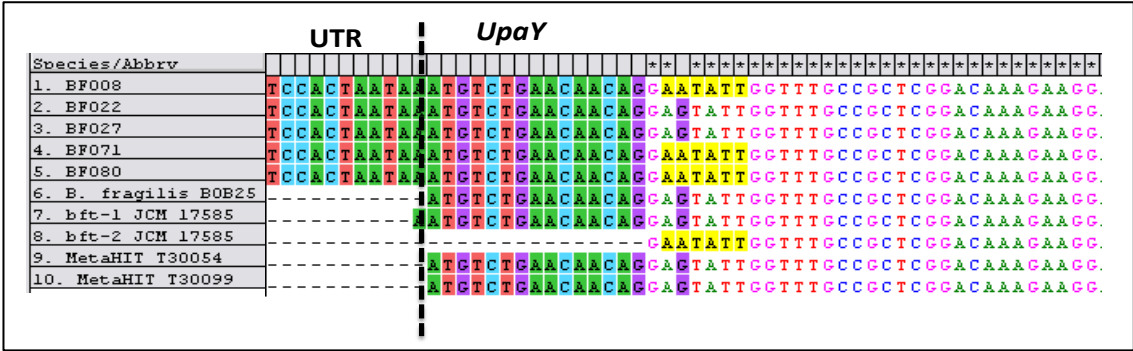 UTR UpaY
Species/Abbrv ** ****************************
1. BF008 TCCACTAATAAATGTCTGAACAACAGGAATATTGGTTTGCCGCTCGGACAAAGAAGG.
2. BF022 TCCACTAATAAATGTCTGAACAACAGGAGTATTGGTTTGCCGCTCGGACAAAGAAGG.
3. BF027 TCCACTAATAAATGTCTGAACAACAGGAGTATTGGTTTGCCGCTCGGACAAAGAAGG.
4. BF071 TCCACTAATAAATGTCTGAACAACAGGAATATTGGTTTGCCGCTCGGACAAAGAAGG.
5. BF080 TCCACTAATAAATGTCTGAACAACAGGAATATTGGTTTGCCGCTCGGACAAAGAAGG.
6. B. fragilis BOB25 -----------ATGTCTGAACAACAGGAGTATTGGTTTGCCGCTCGGACAAAGAAGG.
7. bft-1 JCM 17585 ----------AATGTCTGAACAACAGGAGTATTGGTTTGCCGCTCGGACAAAGAAGG.
8. bft-2 JCM 17585 --------------------------GAATATTGGTTTGCCGCTCGGACAAAGAAGG.
9. MetaHIT T30054 -----------ATGTCTGAACAACAGGAGTATTGGTTTGCCGCTCGGACAAAGAAGG.
10. MetaHIT T30099 -----------ATGTCTGAACAACAGGAGTATTGGTTTGCCGCTCGGACAAAGAAGG.